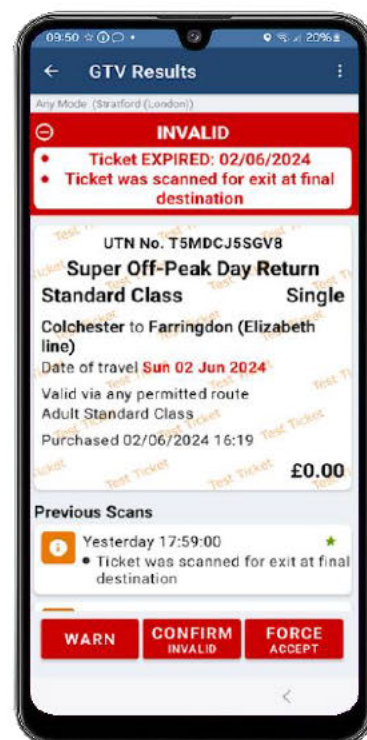 09:50
20%
GTV Results
Any Mode (Stratford (London))
INVALID
• Ticket EXPIRED: 02/06/2024
• Ticket was scanned for exit at final
destination
UTN No. T5MDCJ5SGV8
Super Off-Peak Day Return
Standard Class Single
Colchester to Farringdon (Elizabeth
line)
Date of travel Sun 02 Jun 2024
Valid via any permitted route
Adult Standard Class
Purchased 02/06/2024 16:19
£0.00
Test Ticket
Previous Scans
Yesterday 17:59:00
• Ticket was scanned for exit at final
destination
WARN
CONFIRM
INVALID
FORCE
ACCEPT